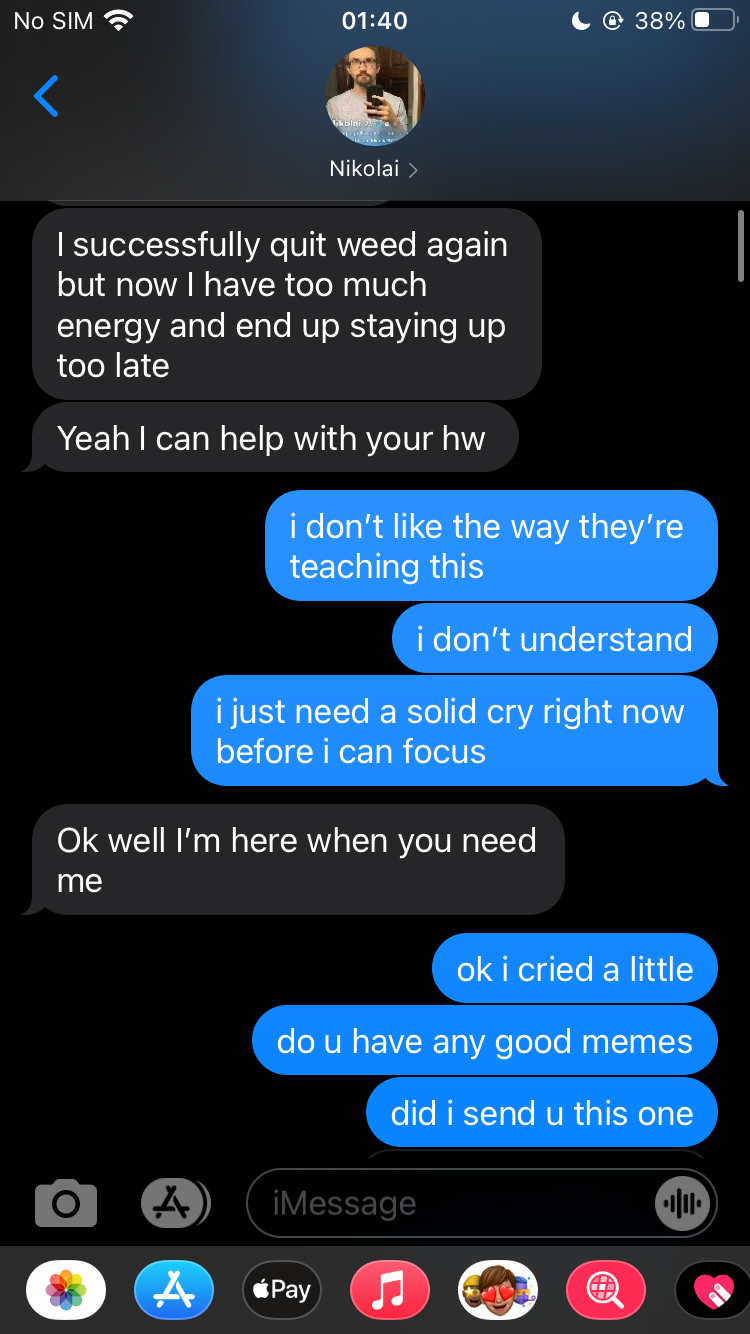 No SIM 01:40 38%
Nikolai
I successfully quit weed again
but now I have too much
energy and end up staying up
too late
Yeah I can help with your hw
i don’t like the way they’re
teaching this
i don’t understand
i just need a solid cry right now
before i can focus
Ok well I’m here when you need
me
ok i cried a little
do u have any good memes
did i send u this one
iMessage
Pay